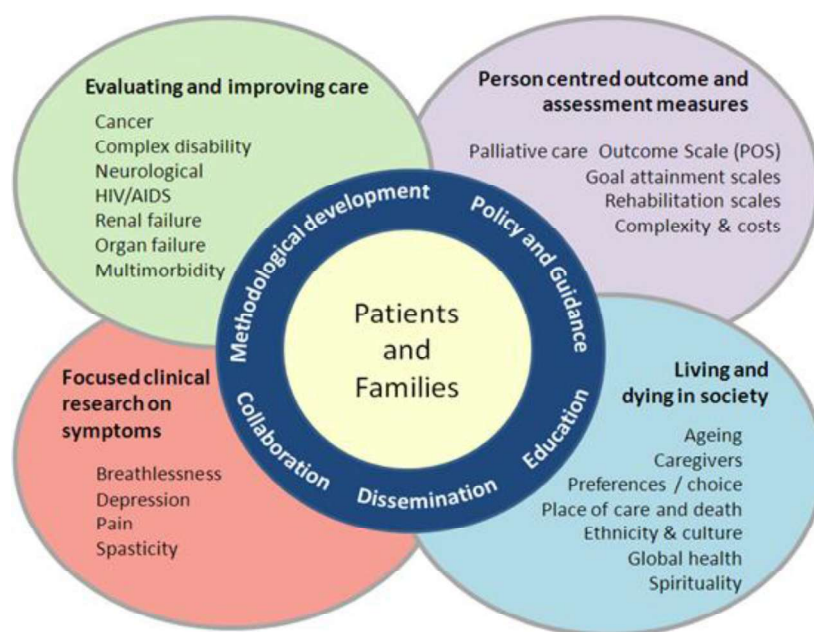 Evaluating and improving care
Cancer
Complex disability
Neurological
HIV/AIDS
Renal failure
Organ failure
Multimorbidity
Person centred outcome and
assessment measures
Palliative care Outcome Scale (POS)
Goal attainment scales
Rehabilitation scales
Complexity & costs
Methodological development
Policy and Guidance
Education
Dissemination
Collaboration
Patients
and
Families
Focused clinical
research on
symptoms
Breathlessness
Depression
Pain
Spasticity
Living and
dying in society
Ageing
Caregivers
Preferences / choice
Place of care and death
Ethnicity & culture
Global health
Spirituality